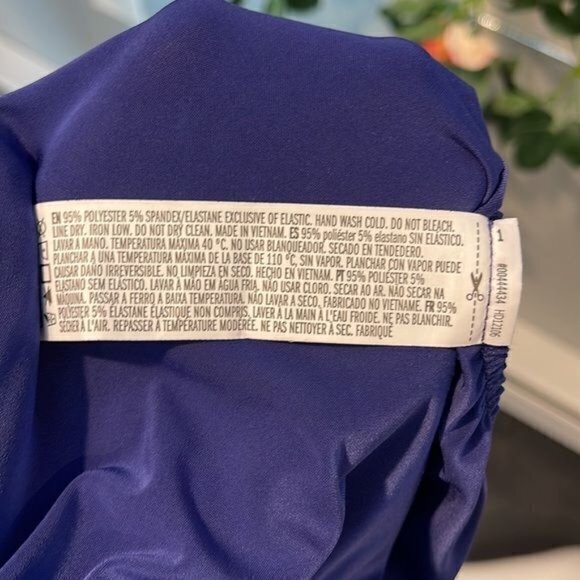 EN 95% POLYESTER 5% SPANDEX/ELASTANE EXCLUSIVE OF ELASTIC. HAND WASH COLD. DO NOT BLEACH.
LINE DRY. IRON LOW. DO NOT DRY CLEAN. MADE IN VIETNAM. ES 95% poliéster 5% elastano SIN ELÁSTICO.
LAVAR A MANO. TEMPERATURA MÁXIMA 40 °C. NO USAR BLANQUEADOR. SECADO EN TENDEDERO.
PLANCHAR A UNA TEMPERATURA MÁXIMA DE LA BASE DE 110 °C, SIN VAPOR. PLANCHAR CON VAPOR PUEDE
CAUSAR DAÑO IRREVERSIBLE. NO LIMPIEZA EN SECO. HECHO EN VIETNAM. PT 95% POLIÉSTER 5%
ELASTANO SEM ELÁSTICO. LAVAR À MÃO EM ÁGUA FRIA. NÃO USAR CLORO. SECAR AO AR. NÃO SECAR NA
MÁQUINA. PASSAR A FERRO A BAIXA TEMPERATURA. NÃO LAVAR A SECO. FABRICADO NO VIETNAME. FR 95%
POLYESTER 5% ELASTANE ÉLASTIQUE NON COMPRIS. LAVER À LA MAIN À L'EAU FROIDE. NE PAS BLANCHIR.
SÉCHER À L'AIR. REPASSER À TEMPÉRATURE MODÉRÉE. NE PAS NETTOYER À SEC. FABRIQUÉ
1
800444434 HD22206